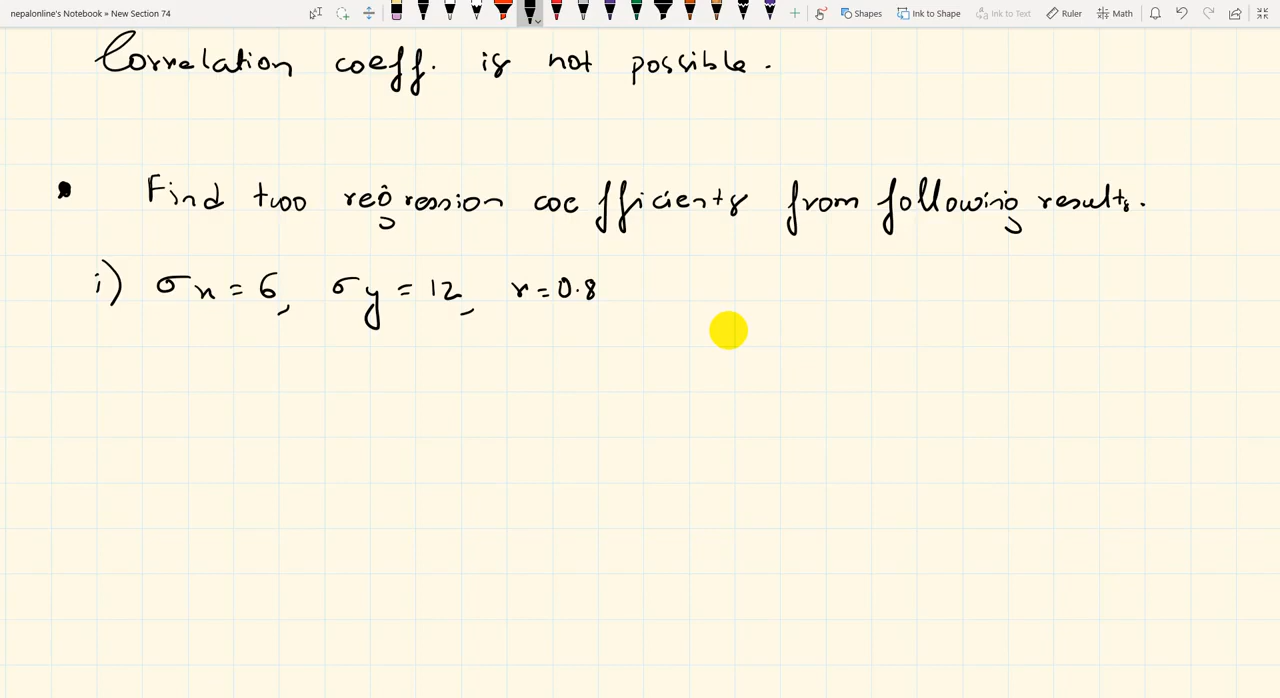 nepalonline's Notebook » New Section 74
Shapes Ink to Shape Ink to Text Ruler Math
Correlation coeff. is not possible.
• Find two regression coefficients from following results.
i) σx = 6, σy = 12, r = 0.8